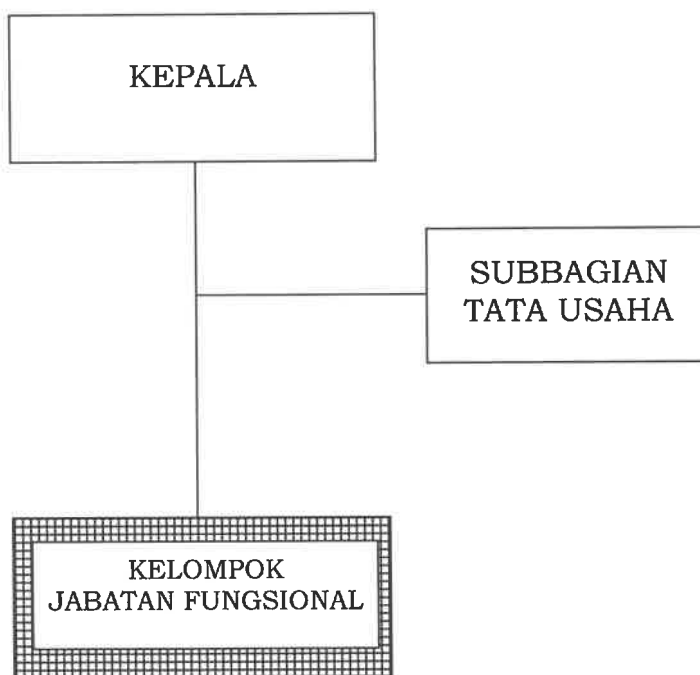 KEPALA
SUBBAGIAN
TATA USAHA
KELOMPOK
JABATAN FUNGSIONAL